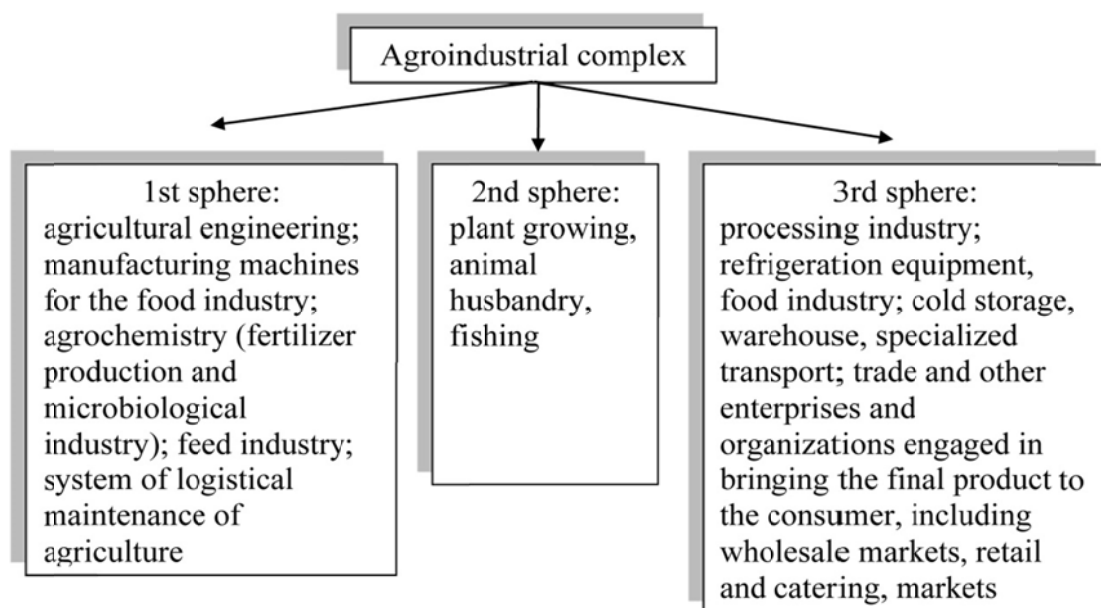 Agroindustrial complex
1st sphere:
agricultural engineering;
manufacturing machines
for the food industry;
agrochemistry (fertilizer
production and
microbiological
industry); feed industry;
system of logistical
maintenance of
agriculture
2nd sphere:
plant growing,
animal
husbandry,
fishing
3rd sphere:
processing industry;
refrigeration equipment,
food industry; cold storage,
warehouse, specialized
transport; trade and other
enterprises and
organizations engaged in
bringing the final product to
the consumer, including
wholesale markets, retail
and catering, markets